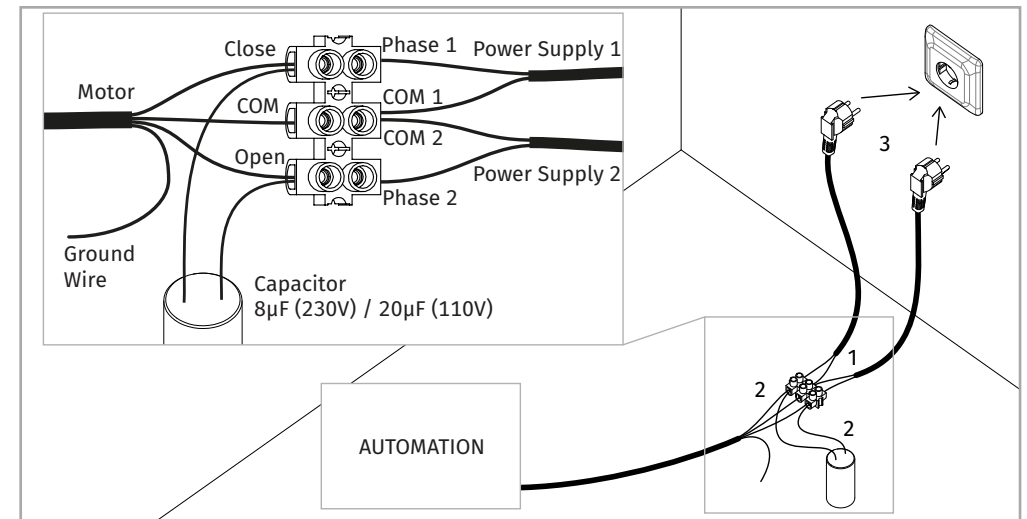 Close
Phase 1
Power Supply 1
Motor
COM
COM 1
COM 2
Open
Power Supply 2
Phase 2
Ground
Wire
Capacitor
8µF (230V) / 20µF (110V)
3
1
2
2
AUTOMATION